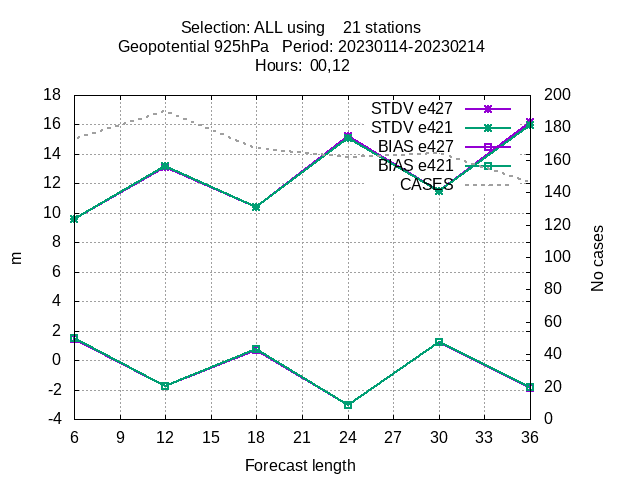 Selection: ALL using 21 stations
Geopotential 925hPa Period: 20230114-20230214
Hours: 00,12
18 200
STDV e427
16 180
STDV e421
14 160
BIAS e427
BIAS e421
12 140
CASES
10 120
8 100
m
No cases
6 80
4 60
2
0 40
-2 20
-4 0
6 9 12 15 18 21 24 27 30 33 36
Forecast length